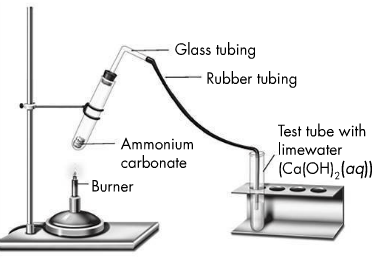 Glass tubing
Rubber tubing
Test tube with
limewater
(Ca(OH)₂(aq))
Ammonium
carbonate
Burner